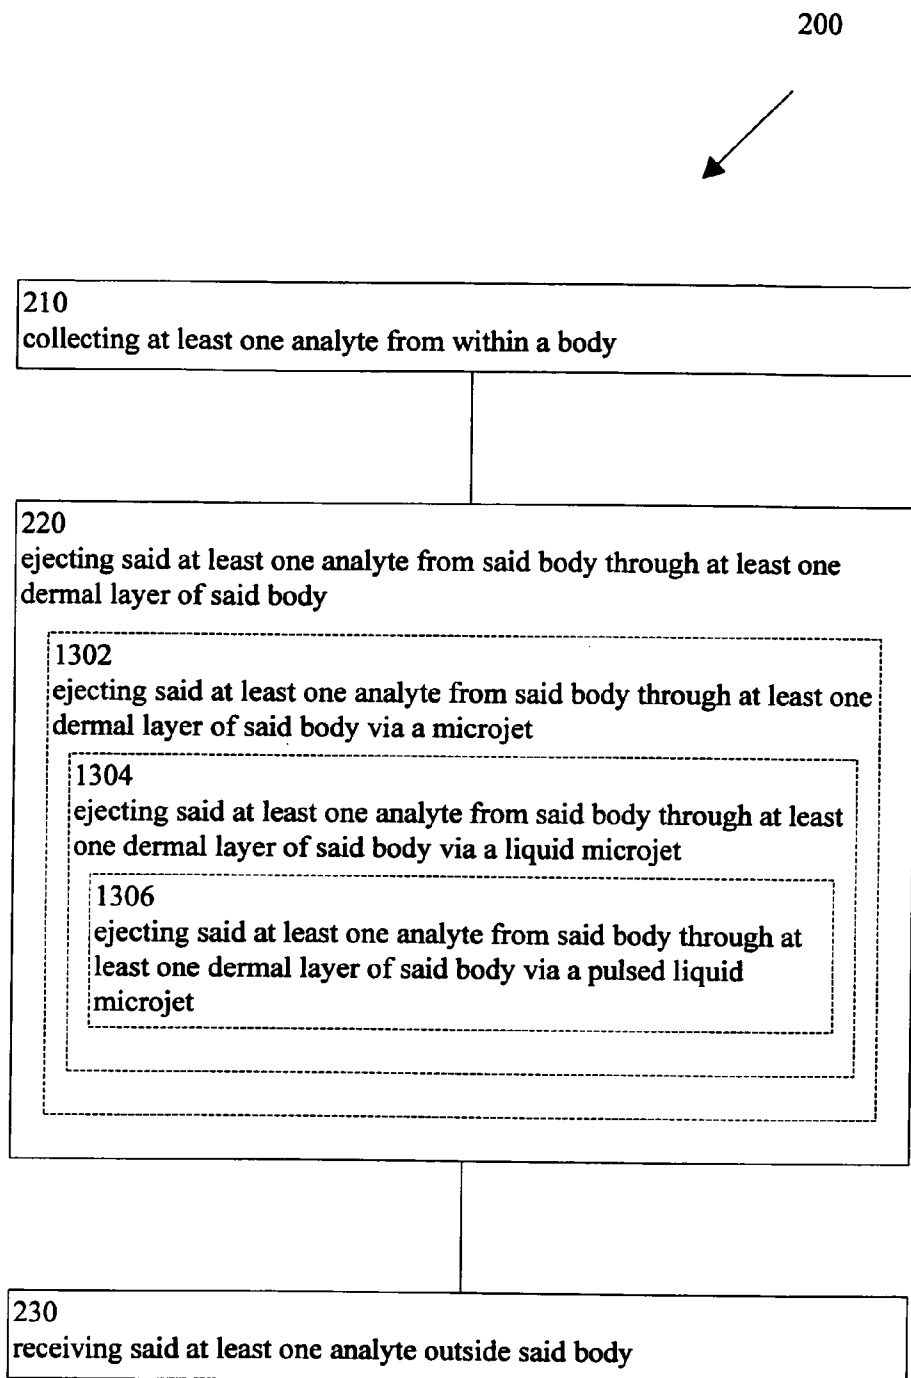 200
210
collecting at least one analyte from within a body
220
ejecting said at least one analyte from said body through at least one
dermal layer of said body
1302
ejecting said at least one analyte from said body through at least one
dermal layer of said body via a microjet
1304
ejecting said at least one analyte from said body through at least
one dermal layer of said body via a liquid microjet
1306
ejecting said at least one analyte from said body through at
least one dermal layer of said body via a pulsed liquid
microjet
230
receiving said at least one analyte outside said body